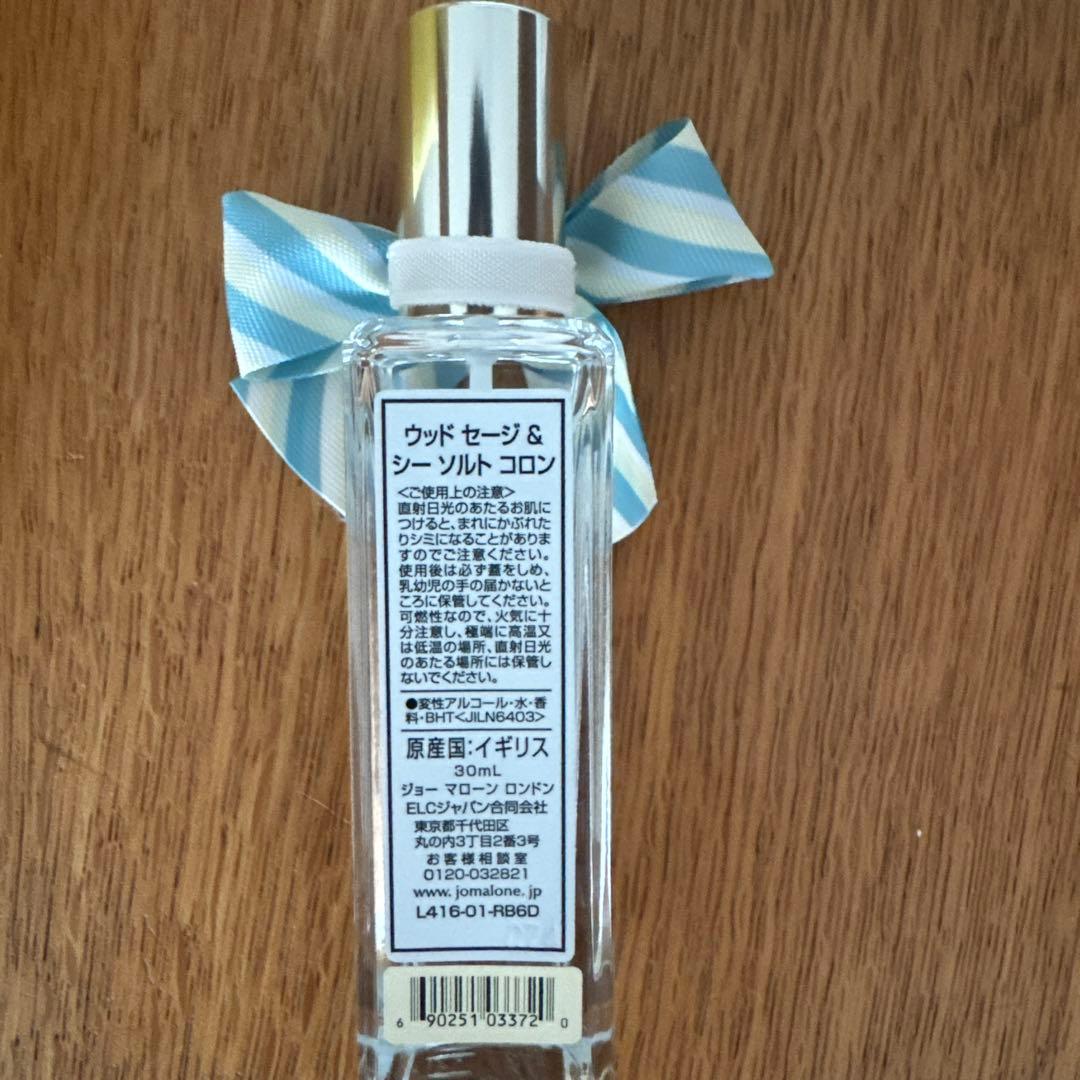 ウッド セージ &
シー ソルト コロン
<ご使用上の注意>
直射日光のあたるお肌に
つけると、まれにかぶれた
りシミになることがありま
すのでご注意ください。
使用後は必ず蓋をしめ、
乳幼児の手の届かないと
ころに保管してください。
可燃性なので、火気に十
分注意し、極端に高温又
は低温の場所、直射日光
のあたる場所には保管し
ないでください。
●変性アルコール・水・香
料・BHT<JILN6403>
原産国:イギリス
30mL
ジョー マローン ロンドン
ELCジャパン合同会社
東京都千代田区
丸の内3丁目2番3号
お客様相談室
0120-032821
www.jomalone.jp
L416-01-RB6D
6 90251 03372 0